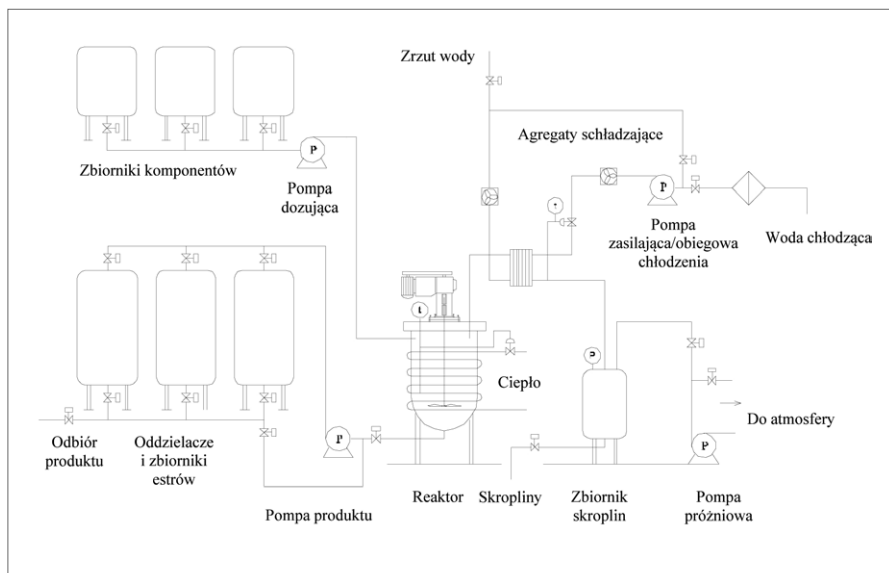 Zrzut wody
Agregaty schładzające
Zbiorniki komponentów
P
Pompa
dozująca
P
Pompa
zasilająca/obiegowa
chłodzenia
Woda chłodząca
t
Ciepło
P
Do atmosfery
P
P
Odbiór
produktu
Oddzielacze
i zbiorniki
estrów
Pompa produktu
Reaktor
Skropliny
Zbiornik
skroplin
Pompa
próżniowa